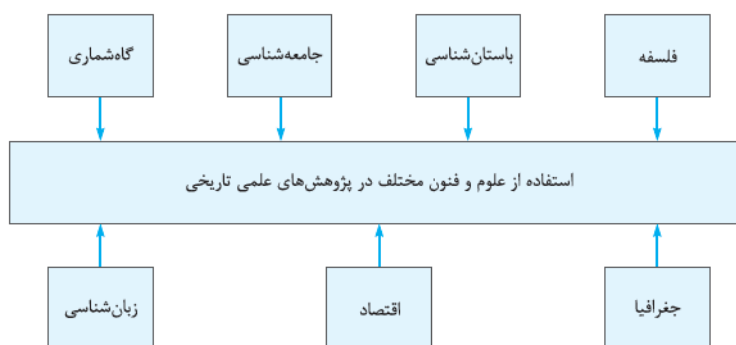 فلسفه
باستان‌شناسی
جامعه‌شناسی
گاه‌شماری
استفاده از علوم و فنون مختلف در پژوهش‌های علمی تاریخی
جغرافیا
اقتصاد
زبان‌شناسی